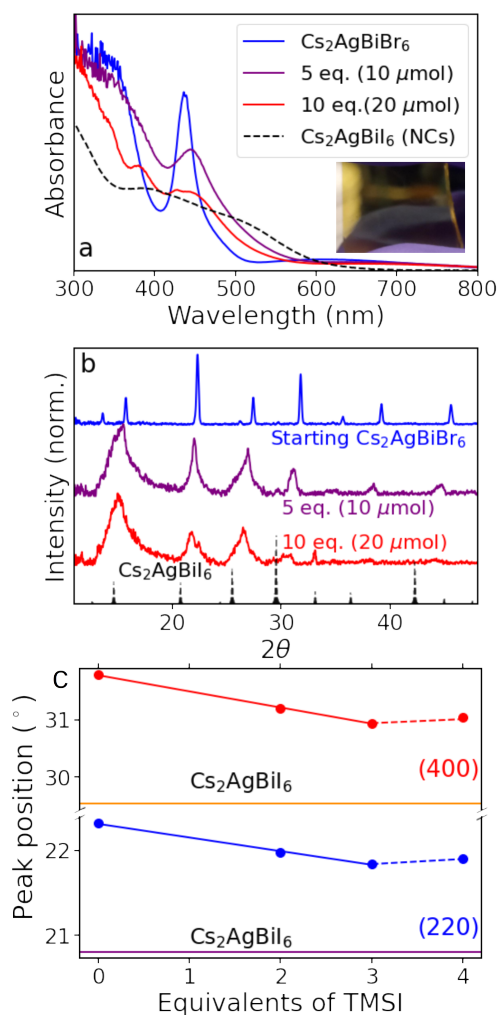 Cs₂AgBiBr₆
5 eq. (10 μmol)
10 eq.(20 μmol)
Cs₂AgBiI₆ (NCs)
Absorbance
a
300 400 500 600 700 800
Wavelength (nm)
b
Starting Cs₂AgBiBr₆
5 eq. (10 μmol)
10 eq. (20 μmol)
Cs₂AgBiI₆
Intensity (norm.)
20 30 40
2θ
c
31
(400)
30
Cs₂AgBiI₆
22
(220)
Cs₂AgBiI₆
21
Peak position (°)
0 1 2 3 4
Equivalents of TMSI